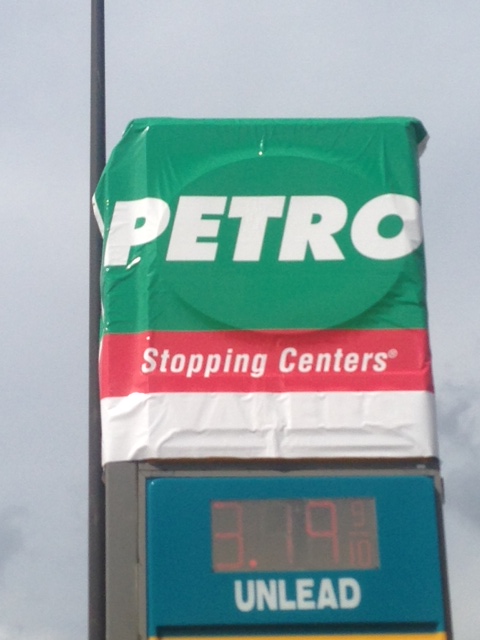 PETRO
Stopping Centers®
3.19 9/10
UNLEAD